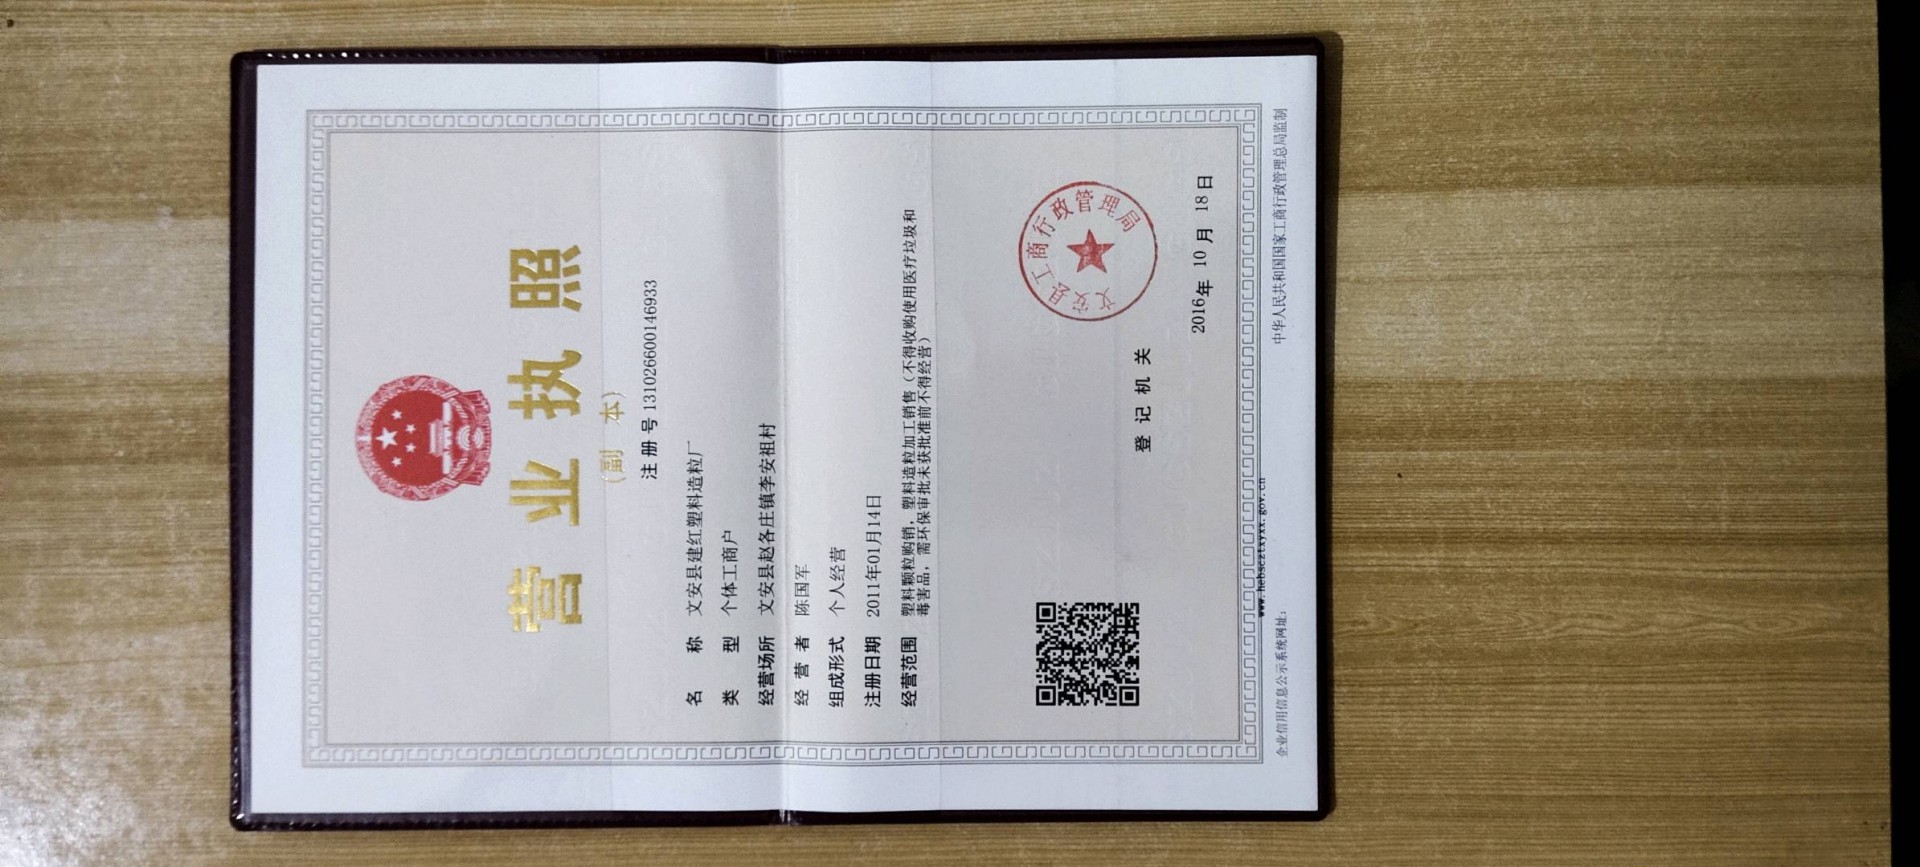 营业执照
（副 本）
注 册 号 131026600146933
名 称 文安县建红塑料造粒厂
类 型 个体工商户
经营场所 文安县赵各庄镇李安祖村
经 营 者 陈国军
组成形式 个人经营
注册日期 2011年01月14日
经营范围 塑料颗粒购销，塑料造粒加工销售（不得收购使用医疗垃圾和
毒害品，需环保审批未获批准前不得经营）
文安县工商行政管理局
登 记 机 关
2016年 10 月 18 日
企业信用信息公示系统网址：
www.hebscztxyxx.gov.cn
中华人民共和国国家工商行政管理总局监制